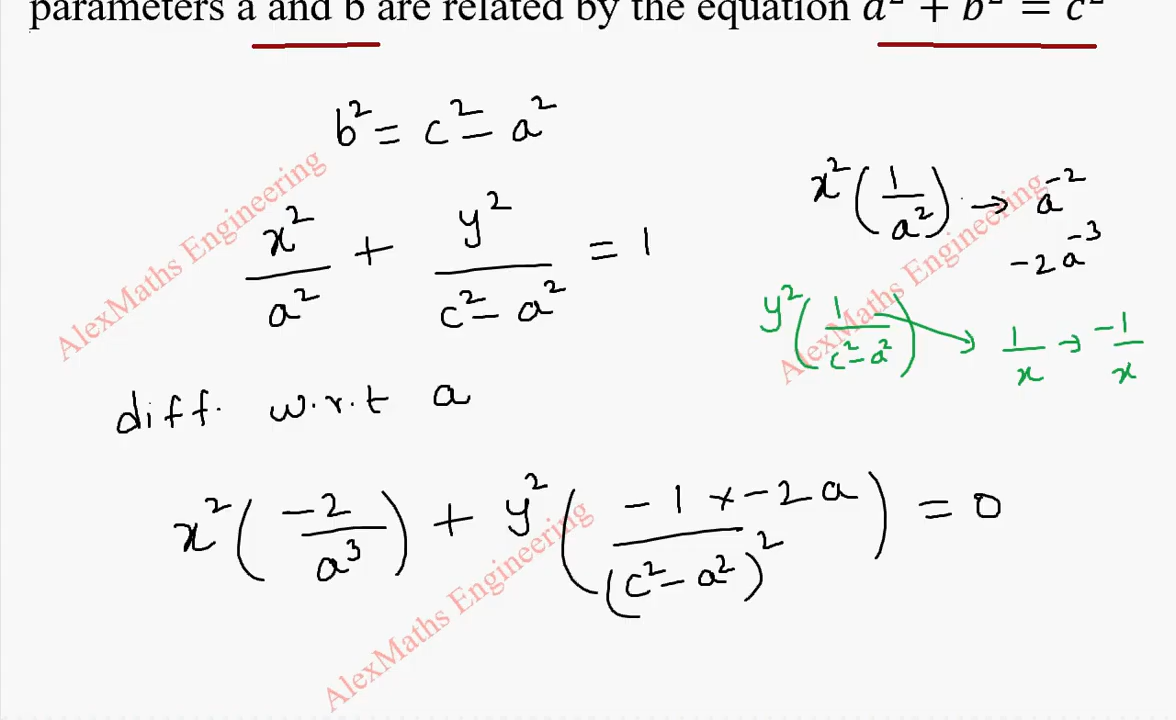 parameters a and b are related by the equation a² + b² = c²
b² = c² - a²
x²/a² + y²/(c² - a²) = 1
x² (1/a²) → a⁻²
-2a⁻³
y² (1/(c² - a²)) → 1/x → -1/x
diff. w.r.t a
x² (-2/a³) + y² (-1 × -2a/(c² - a²)²) = 0
AlexMaths Engineering
AlexMaths Engineering
AlexMaths Engineering